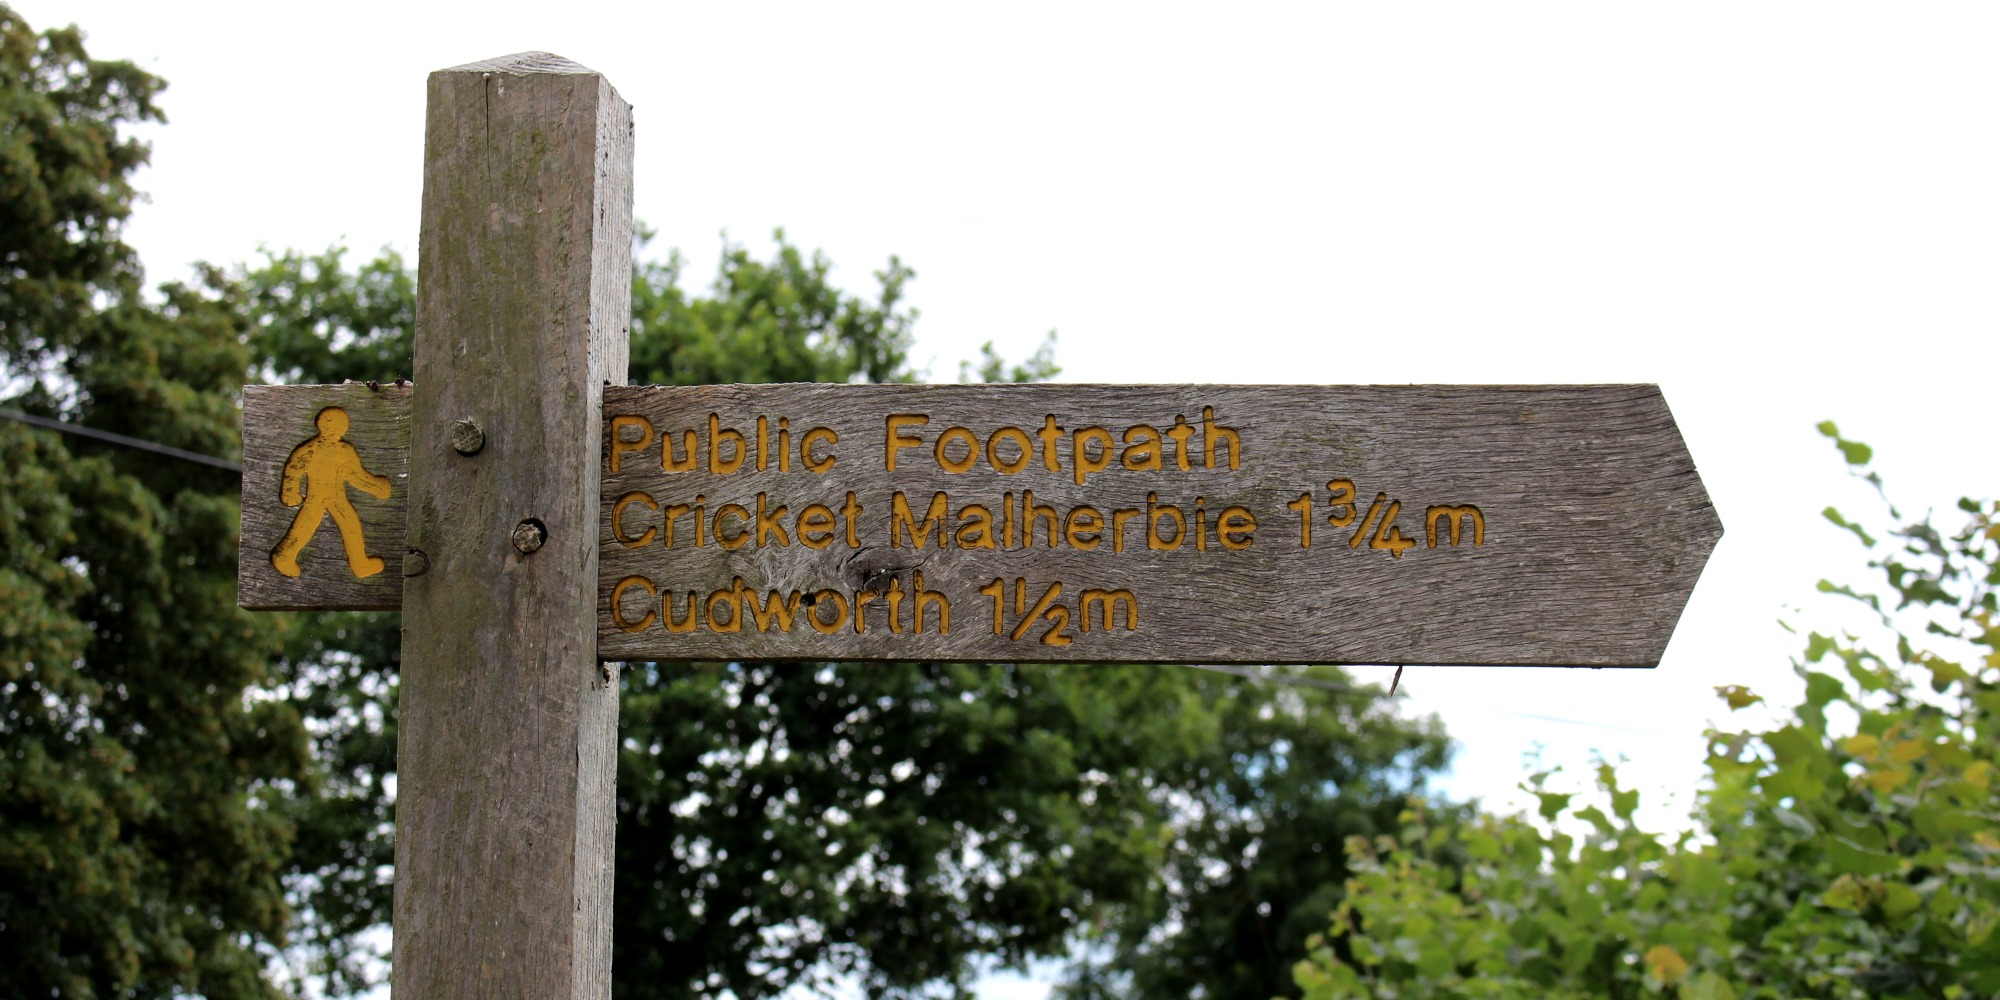 Public Footpath
Cricket Malherbie 1¾m
Cudworth 1½m